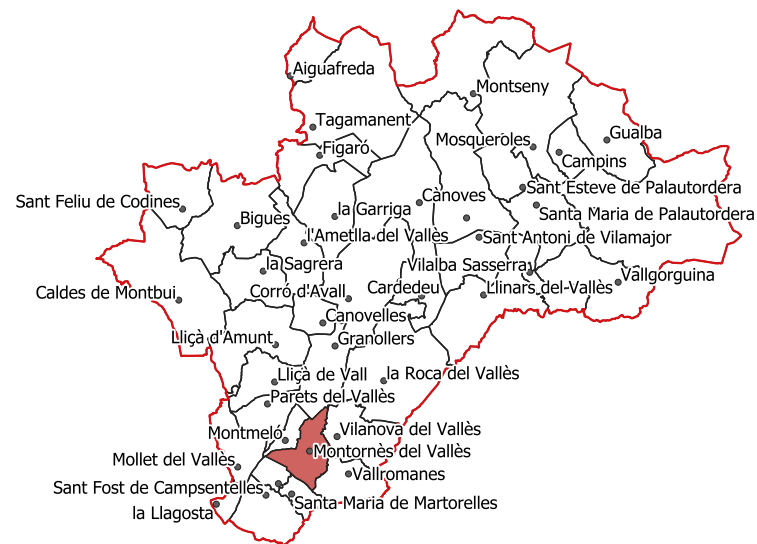 Aiguafreda
Montseny
Tagamanent
Gualba
Mosqueroles
Figaró
Campins
Sant Esteve de Palautordera
Sant Feliu de Codines
Cànoves
la Garriga
Santa Maria de Palautordera
Bigues
l'Ametlla del Vallès
Sant Antoni de Vilamajor
la Sagrera
Vilalba Sasserra
Vallgorguina
Caldes de Montbui
Corró d'Avall
Cardedeu
Llinars del Vallès
Canovelles
Lliçà d'Amunt
Granollers
Lliçà de Vall
la Roca del Vallès
Parets del Vallès
Montmeló
Vilanova del Vallès
Montornès del Vallès
Mollet del Vallès
Vallromanes
Sant Fost de Campsentelles
Santa Maria de Martorelles
la Llagosta